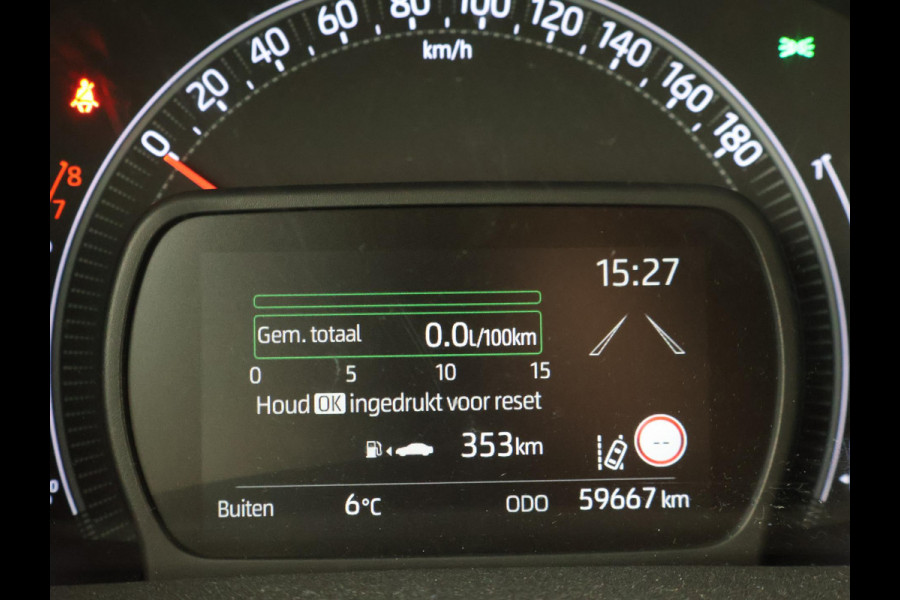 0 20 40 60 80 100 120 140 160 180
km/h
8
7
15:27
Gem. totaal 0.0L/100km
0 5 10 15
Houd OK ingedrukt voor reset
353km
--
Buiten 6°C ODO 59667 km